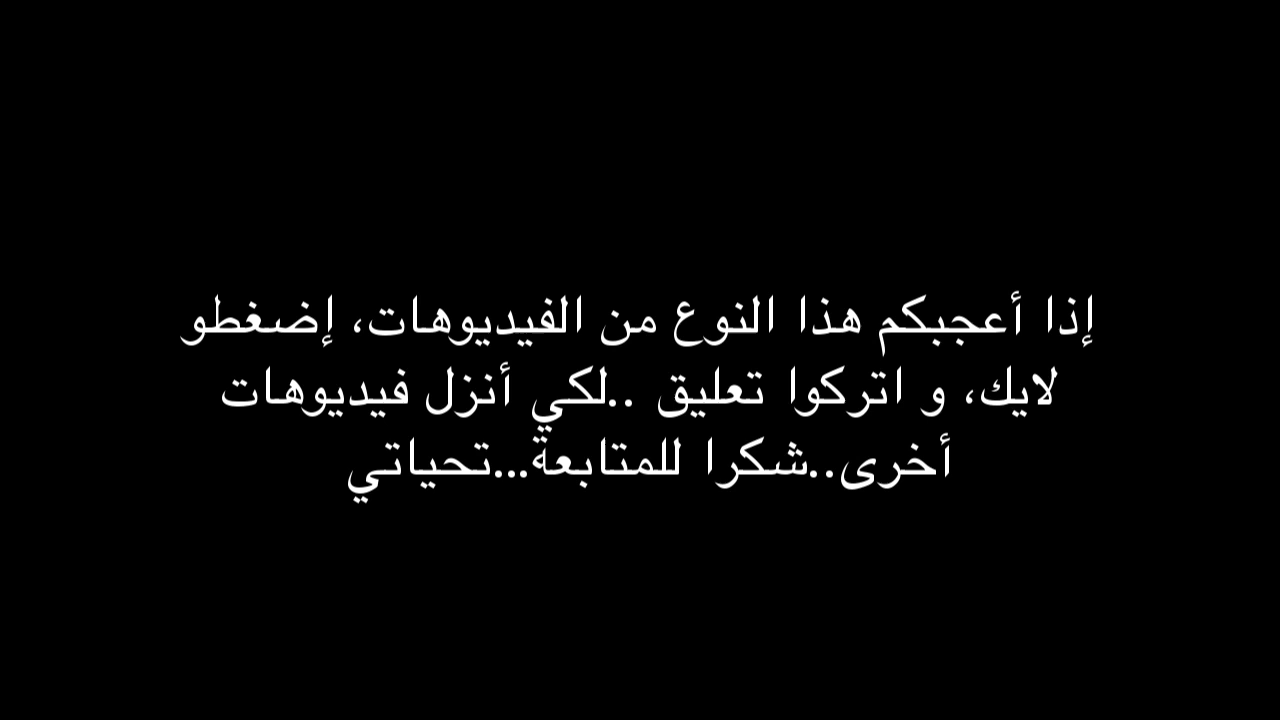 إذا أعجبكم هذا النوع من الفيديوهات، إضغطو
لايك، و اتركوا تعليق ..لكي أنزل فيديوهات
أخرى..شكرا للمتابعة...تحياتي